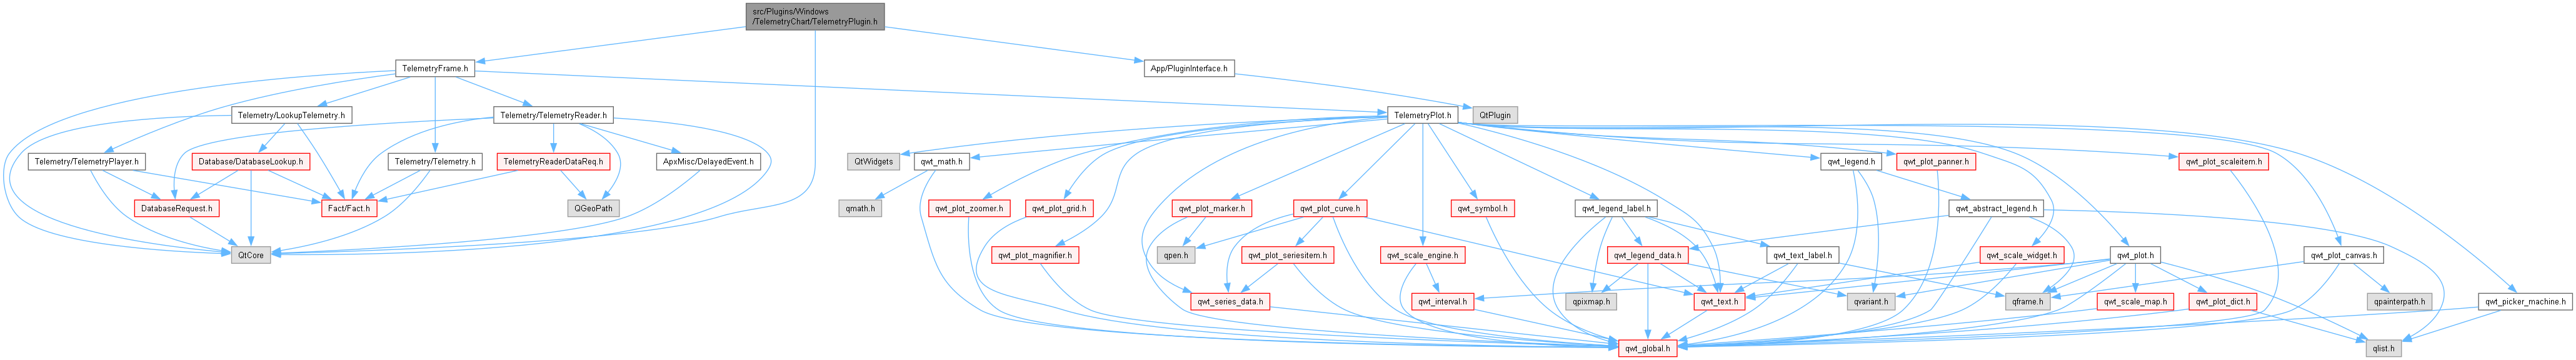 src/Plugins/Windows
/TelemetryChart/TelemetryPlugin.h
TelemetryFrame.h
App/PluginInterface.h
Telemetry/LookupTelemetry.h
Telemetry/TelemetryReader.h
TelemetryPlot.h
QtPlugin
Telemetry/TelemetryPlayer.h
Database/DatabaseLookup.h
Telemetry/Telemetry.h
TelemetryReaderDataReq.h
ApxMisc/DelayedEvent.h
QtWidgets
qwt_math.h
qwt_legend.h
qwt_plot_panner.h
qwt_plot_scaleitem.h
DatabaseRequest.h
Fact/Fact.h
QGeoPath
qmath.h
qwt_plot_zoomer.h
qwt_plot_grid.h
qwt_plot_marker.h
qwt_plot_curve.h
qwt_symbol.h
qwt_legend_label.h
qwt_abstract_legend.h
QtCore
qwt_plot_magnifier.h
qpen.h
qwt_plot_seriesitem.h
qwt_scale_engine.h
qwt_legend_data.h
qwt_text_label.h
qwt_scale_widget.h
qwt_plot.h
qwt_plot_canvas.h
qwt_series_data.h
qwt_interval.h
qpixmap.h
qwt_text.h
qvariant.h
qframe.h
qwt_scale_map.h
qwt_plot_dict.h
qpainterpath.h
qwt_picker_machine.h
qwt_global.h
qlist.h